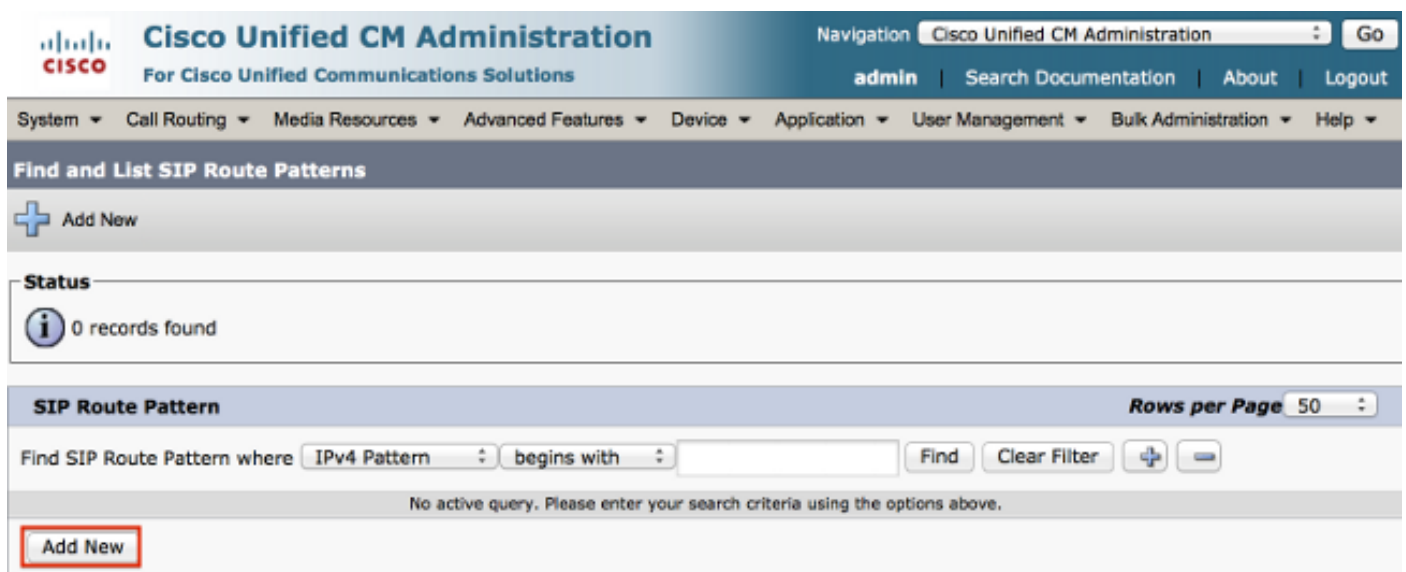 Cisco Unified CM Administration Navigation Cisco Unified CM Administration Go
CISCO For Cisco Unified Communications Solutions admin | Search Documentation | About | Logout
System Call Routing Media Resources Advanced Features Device Application User Management Bulk Administration Help
Find and List SIP Route Patterns
Add New
Status
0 records found
SIP Route Pattern Rows per Page 50
Find SIP Route Pattern where IPv4 Pattern begins with Find Clear Filter
No active query. Please enter your search criteria using the options above.
Add New